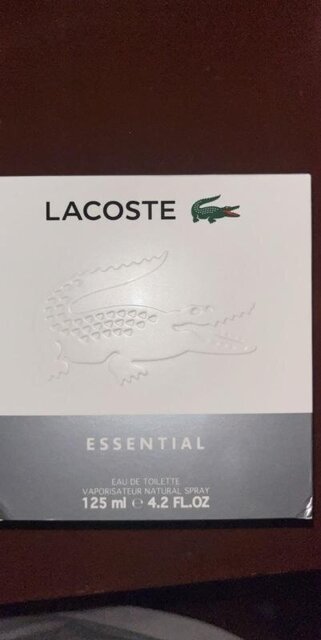 LACOSTE
ESSENTIAL
EAU DE TOILETTE
VAPORISATEUR NATURAL SPRAY
125 ml ℮ 4.2 FL.OZ